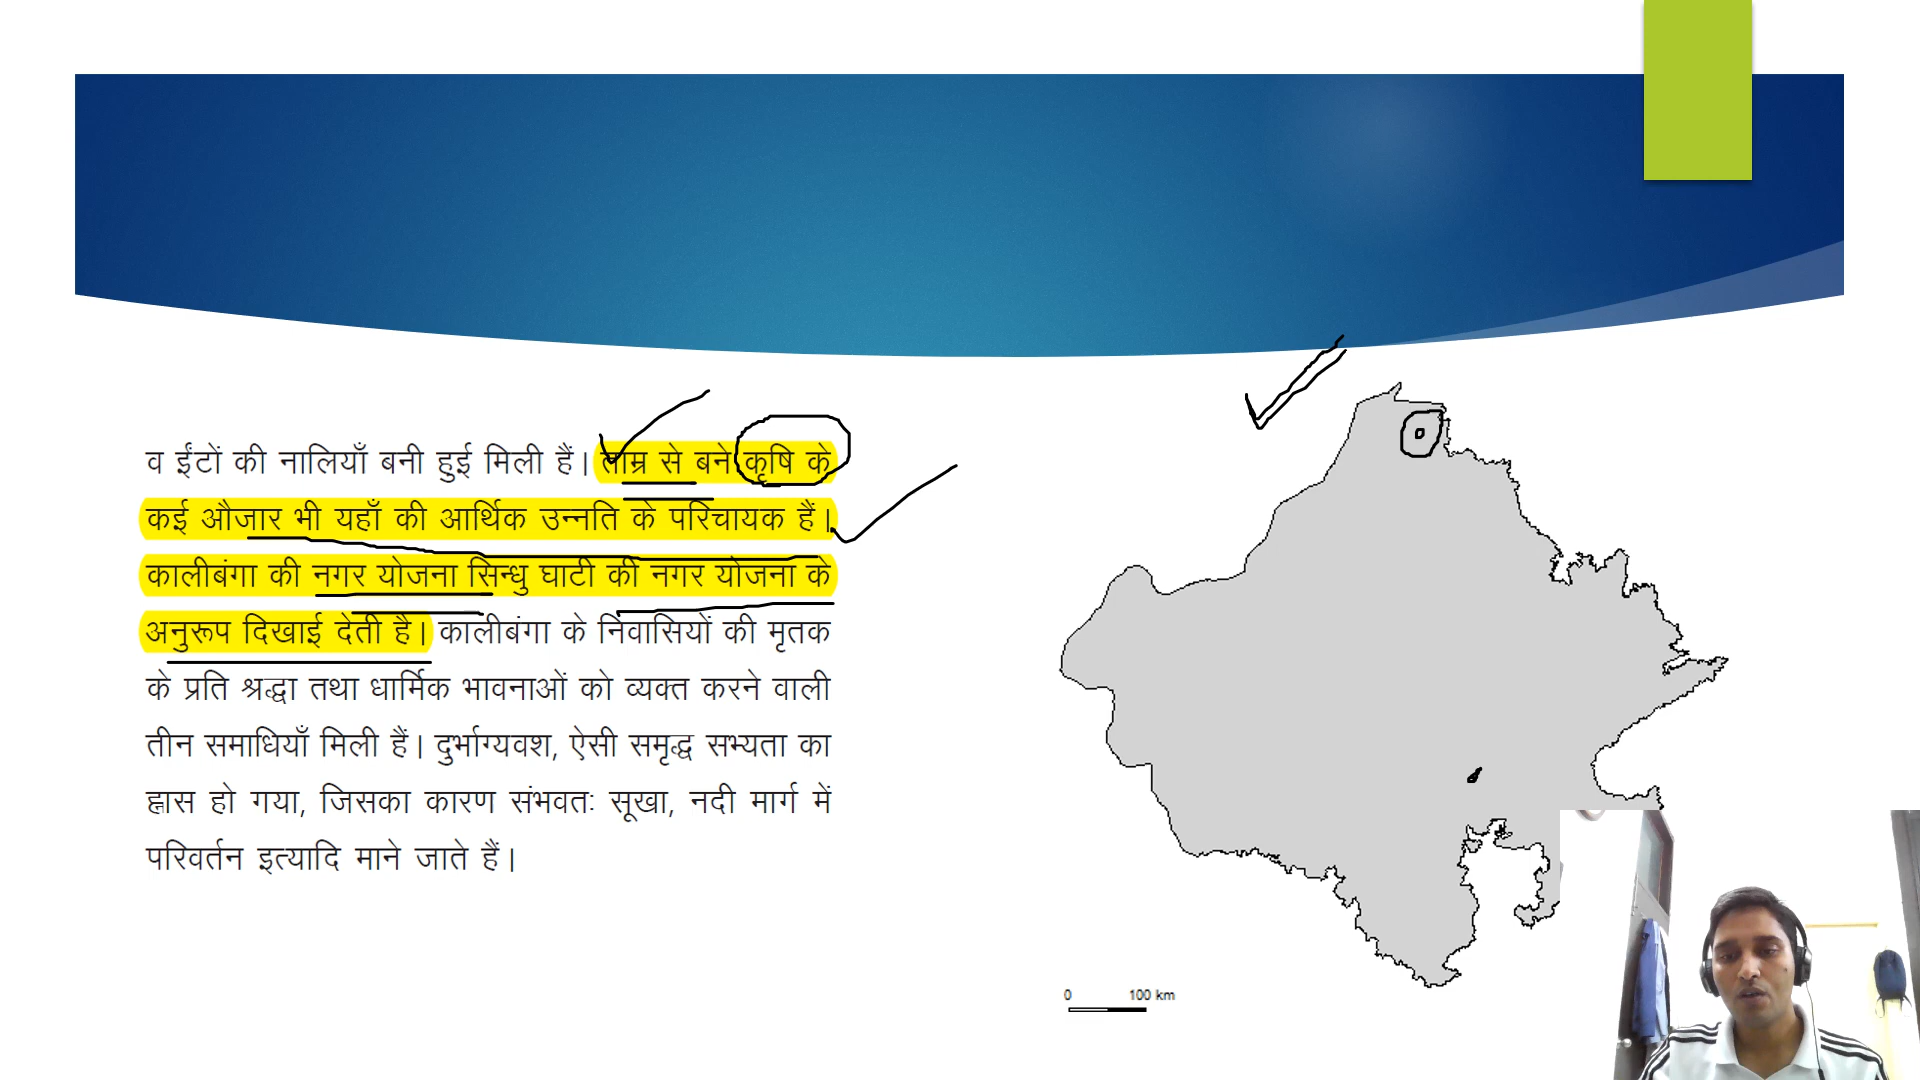 व ईंटों की नालियाँ बनी हुई मिली हैं। ताम्र से बने कृषि के
कई औजार भी यहाँ की आर्थिक उन्नति के परिचायक हैं।
कालीबंगा की नगर योजना सिन्धु घाटी की नगर योजना के
अनुरूप दिखाई देती है। कालीबंगा के निवासियों की मृतक
के प्रति श्रद्धा तथा धार्मिक भावनाओं को व्यक्त करने वाली
तीन समाधियाँ मिली हैं। दुर्भाग्यवश, ऐसी समृद्ध सभ्यता का
ह्रास हो गया, जिसका कारण संभवतः सूखा, नदी मार्ग में
परिवर्तन इत्यादि माने जाते हैं।
0 100 km